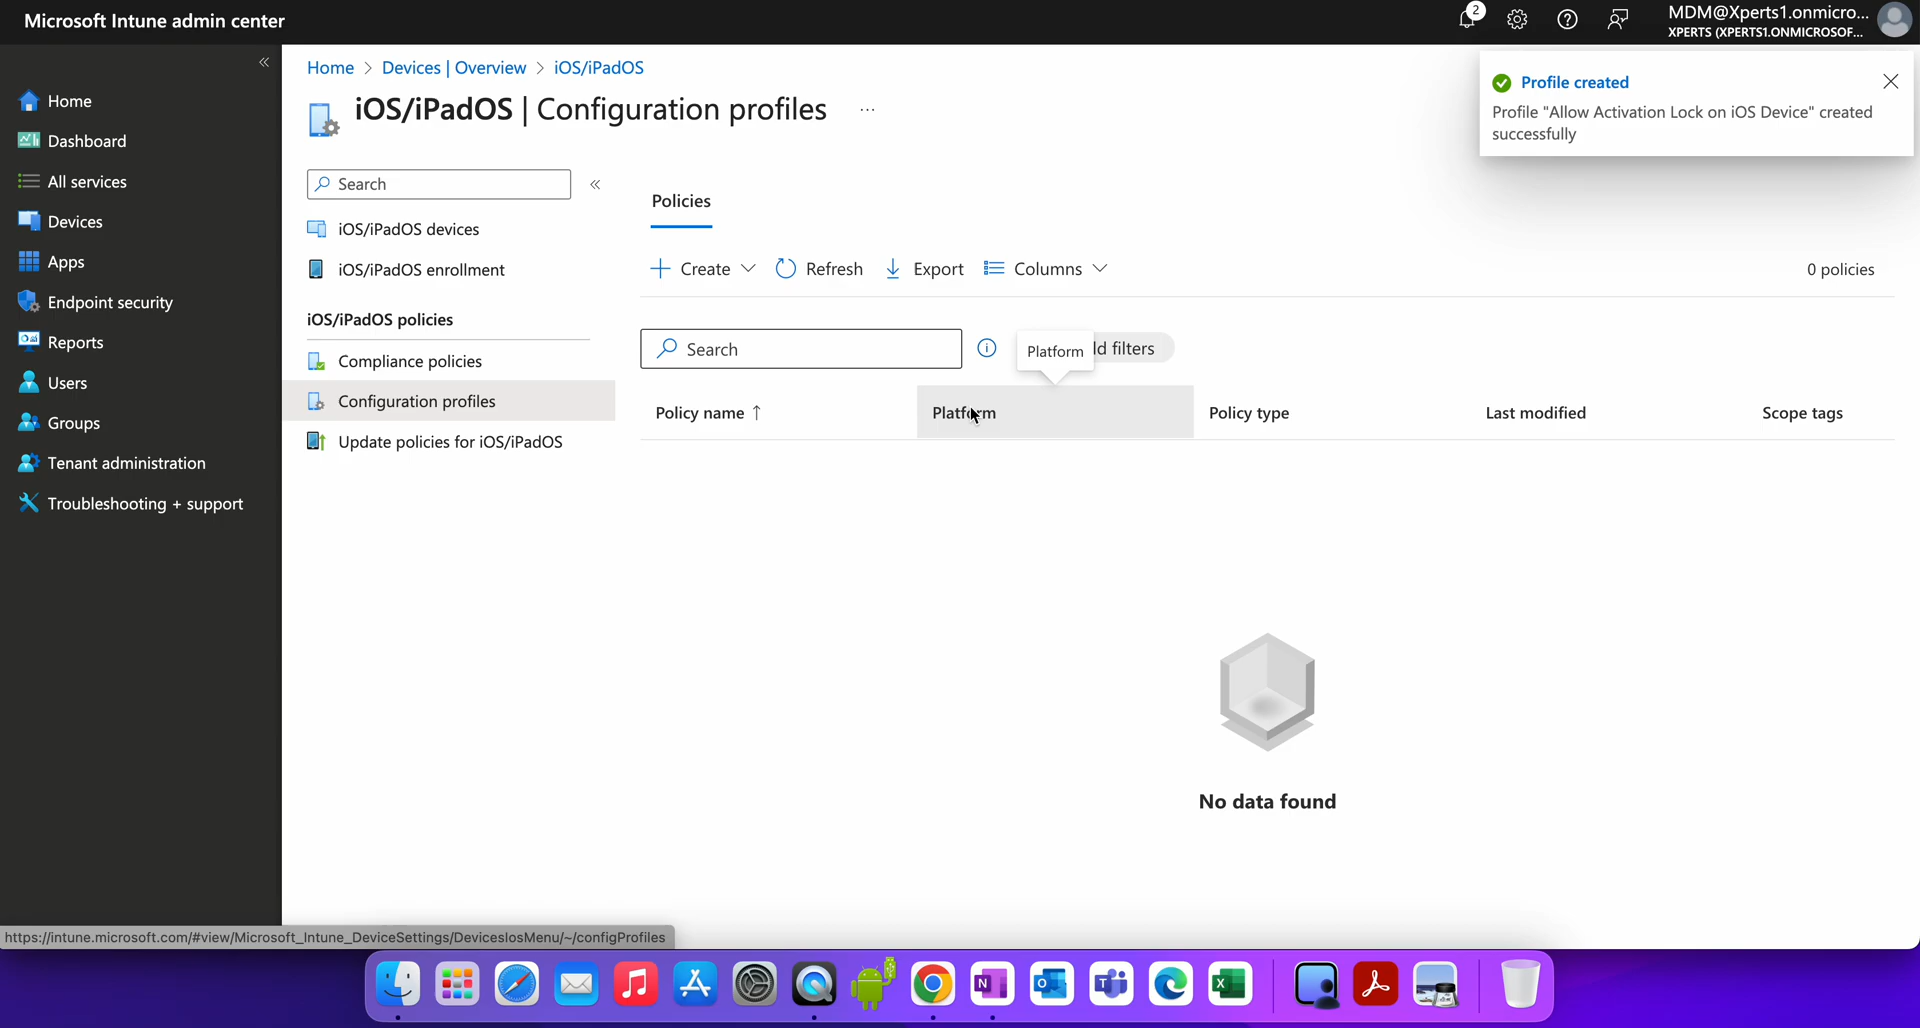 Microsoft Intune admin center
2
MDM@Xperts1.onmicro...
XPERTS (XPERTS1.ONMICROSOF...
«
Home
Dashboard
All services
Devices
Apps
Endpoint security
Reports
Users
Groups
Tenant administration
Troubleshooting + support
Home > Devices | Overview > iOS/iPadOS
iOS/iPadOS | Configuration profiles ...
Profile created
Profile "Allow Activation Lock on iOS Device" created
successfully
Search
«
iOS/iPadOS devices
iOS/iPadOS enrollment
iOS/iPadOS policies
Compliance policies
Configuration profiles
Update policies for iOS/iPadOS
Policies
Create Refresh Export Columns 0 policies
Search
Platform
ld filters
Policy name ↑ Platform Policy type Last modified Scope tags
No data found
https://intune.microsoft.com/#view/Microsoft_Intune_DeviceSettings/DevicesIosMenu/~/configProfiles